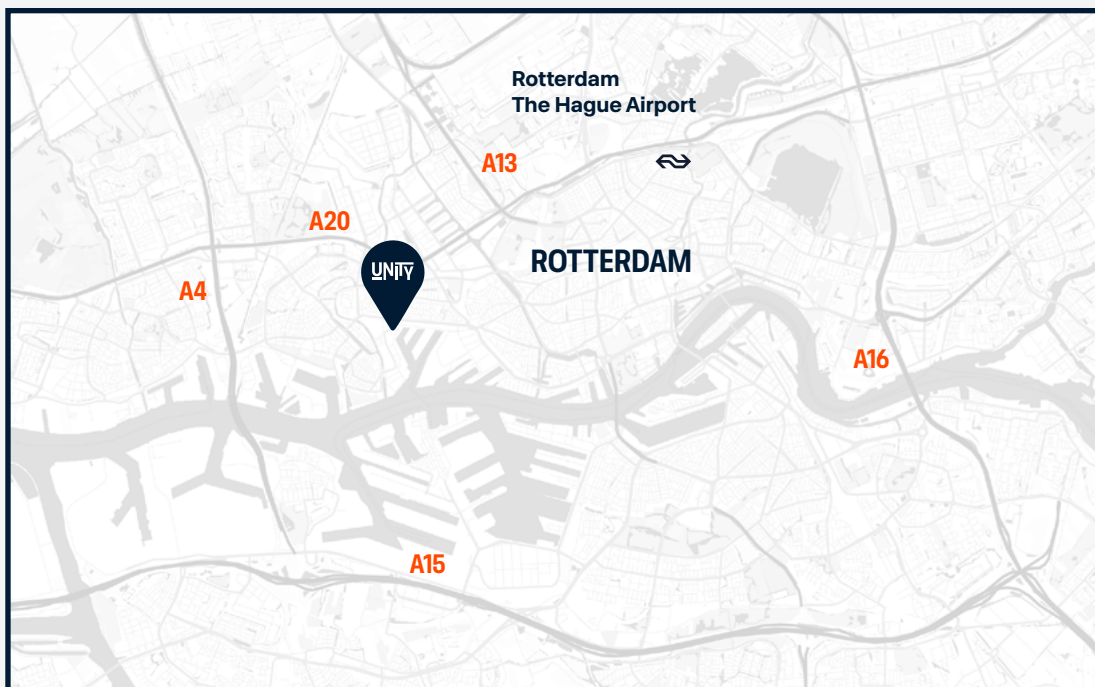 Rotterdam
The Hague Airport
A13
A20
UNITY
ROTTERDAM
A4
A16
A15